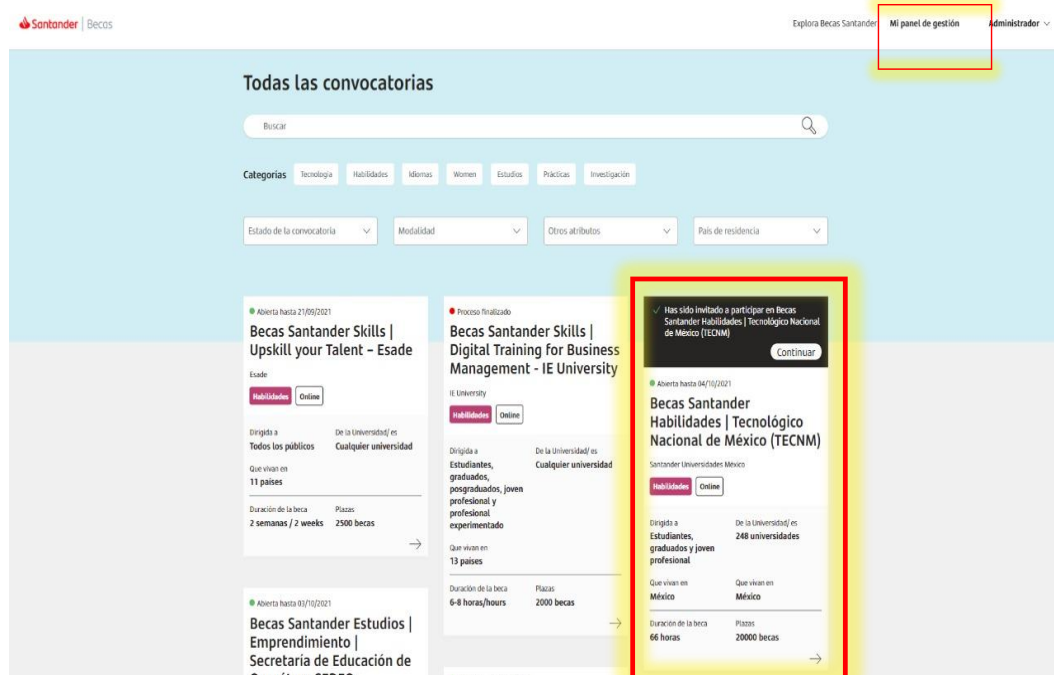 Santander | Becas
Explora Becas Santander
Mi panel de gestión
Administrador
Todas las convocatorias
Buscar
Categorías
Tecnología
Habilidades
Idiomas
Women
Estudios
Prácticas
Investigación
Estado de la convocatoria
Modalidad
Otros atributos
País de residencia
Abierta hasta 21/09/2021
Becas Santander Skills |
Upskill your Talent – Esade
Esade
Habilidades
Online
Dirigida a
Todos los públicos
De la Universidad/ es
Cualquier universidad
Que vivan en
11 países
Duración de la beca
2 semanas / 2 weeks
Plazas
2500 becas
Abierta hasta 03/10/2021
Becas Santander Estudios |
Emprendimiento |
Secretaría de Educación de
Proceso finalizado
Becas Santander Skills |
Digital Training for Business
Management - IE University
IE University
Habilidades
Online
Dirigida a
Estudiantes,
graduados,
posgraduados, joven
profesional y
profesional
experimentado
De la Universidad/ es
Cualquier universidad
Que vivan en
13 países
Duración de la beca
6-8 horas/hours
Plazas
2000 becas
Has sido invitado a participar en Becas
Santander Habilidades | Tecnológico Nacional
de México (TECNM)
Continuar
Abierta hasta 04/10/2021
Becas Santander
Habilidades | Tecnológico
Nacional de México (TECNM)
Santander Universidades México
Habilidades
Online
Dirigida a
Estudiantes,
graduados y joven
profesional
De la Universidad/ es
248 universidades
Que vivan en
México
Que vivan en
México
Duración de la beca
66 horas
Plazas
20000 becas